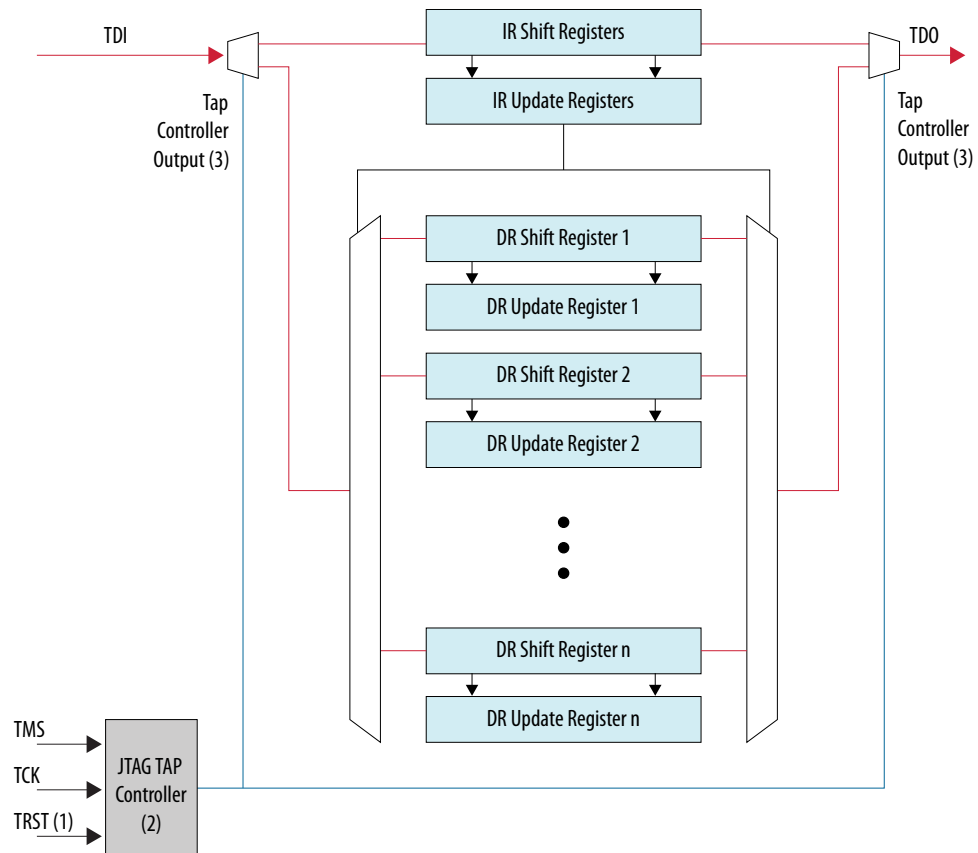 TDI
IR Shift Registers
TDO
IR Update Registers
Tap
Controller
Output (3)
Tap
Controller
Output (3)
DR Shift Register 1
DR Update Register 1
DR Shift Register 2
DR Update Register 2
DR Shift Register n
DR Update Register n
TMS
TCK
TRST (1)
JTAG TAP
Controller
(2)